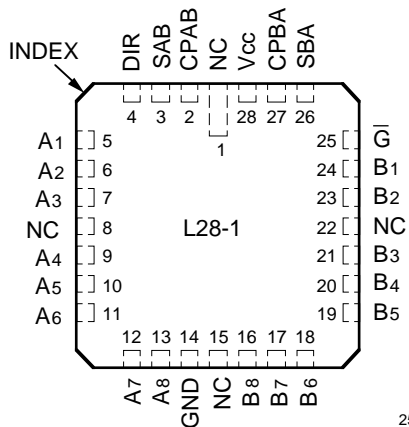 DIR SAB CPAB NC Vcc CPBA SBA
INDEX
4 3 2 28 27 26
1
A1 5 25 G̅
A2 6 24 B1
A3 7 23 B2
NC 8 L28-1 22 NC
A4 9 21 B3
A5 10 20 B4
A6 11 19 B5
12 13 14 15 16 17 18
A7 A8 GND NC B8 B7 B6
25